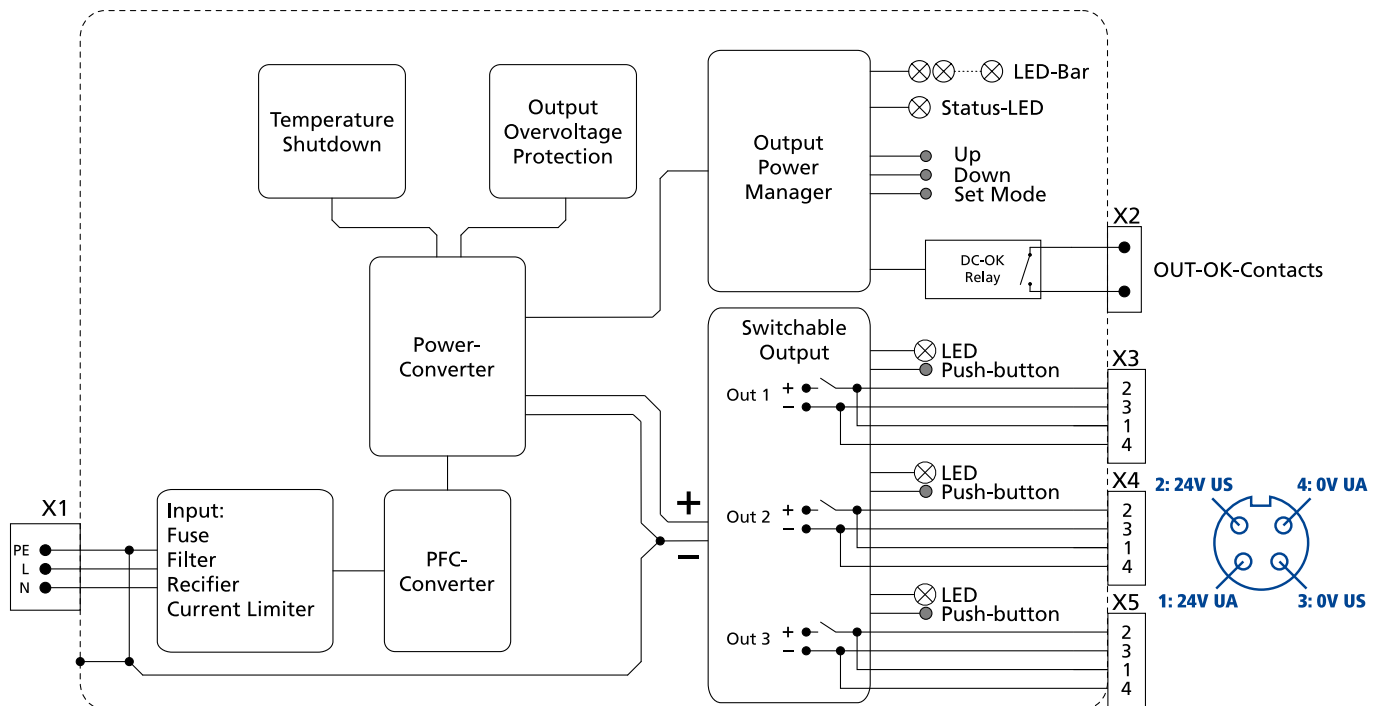 Temperature
Shutdown
Output
Overvoltage
Protection
Output
Power
Manager
LED-Bar
Status-LED
Up
Down
Set Mode
DC-OK
Relay
X2
OUT-OK-Contacts
Power-
Converter
Switchable
Output
LED
Push-button
Out 1
+
−
X3
2
3
1
4
LED
Push-button
Out 2
+
−
X4
2
3
1
4
LED
Push-button
Out 3
+
−
X5
2
3
1
4
+
−
X1
PE
L
N
Input:
Fuse
Filter
Rectifier
Current Limiter
PFC-
Converter
2: 24V US
4: 0V UA
1: 24V UA
3: 0V US